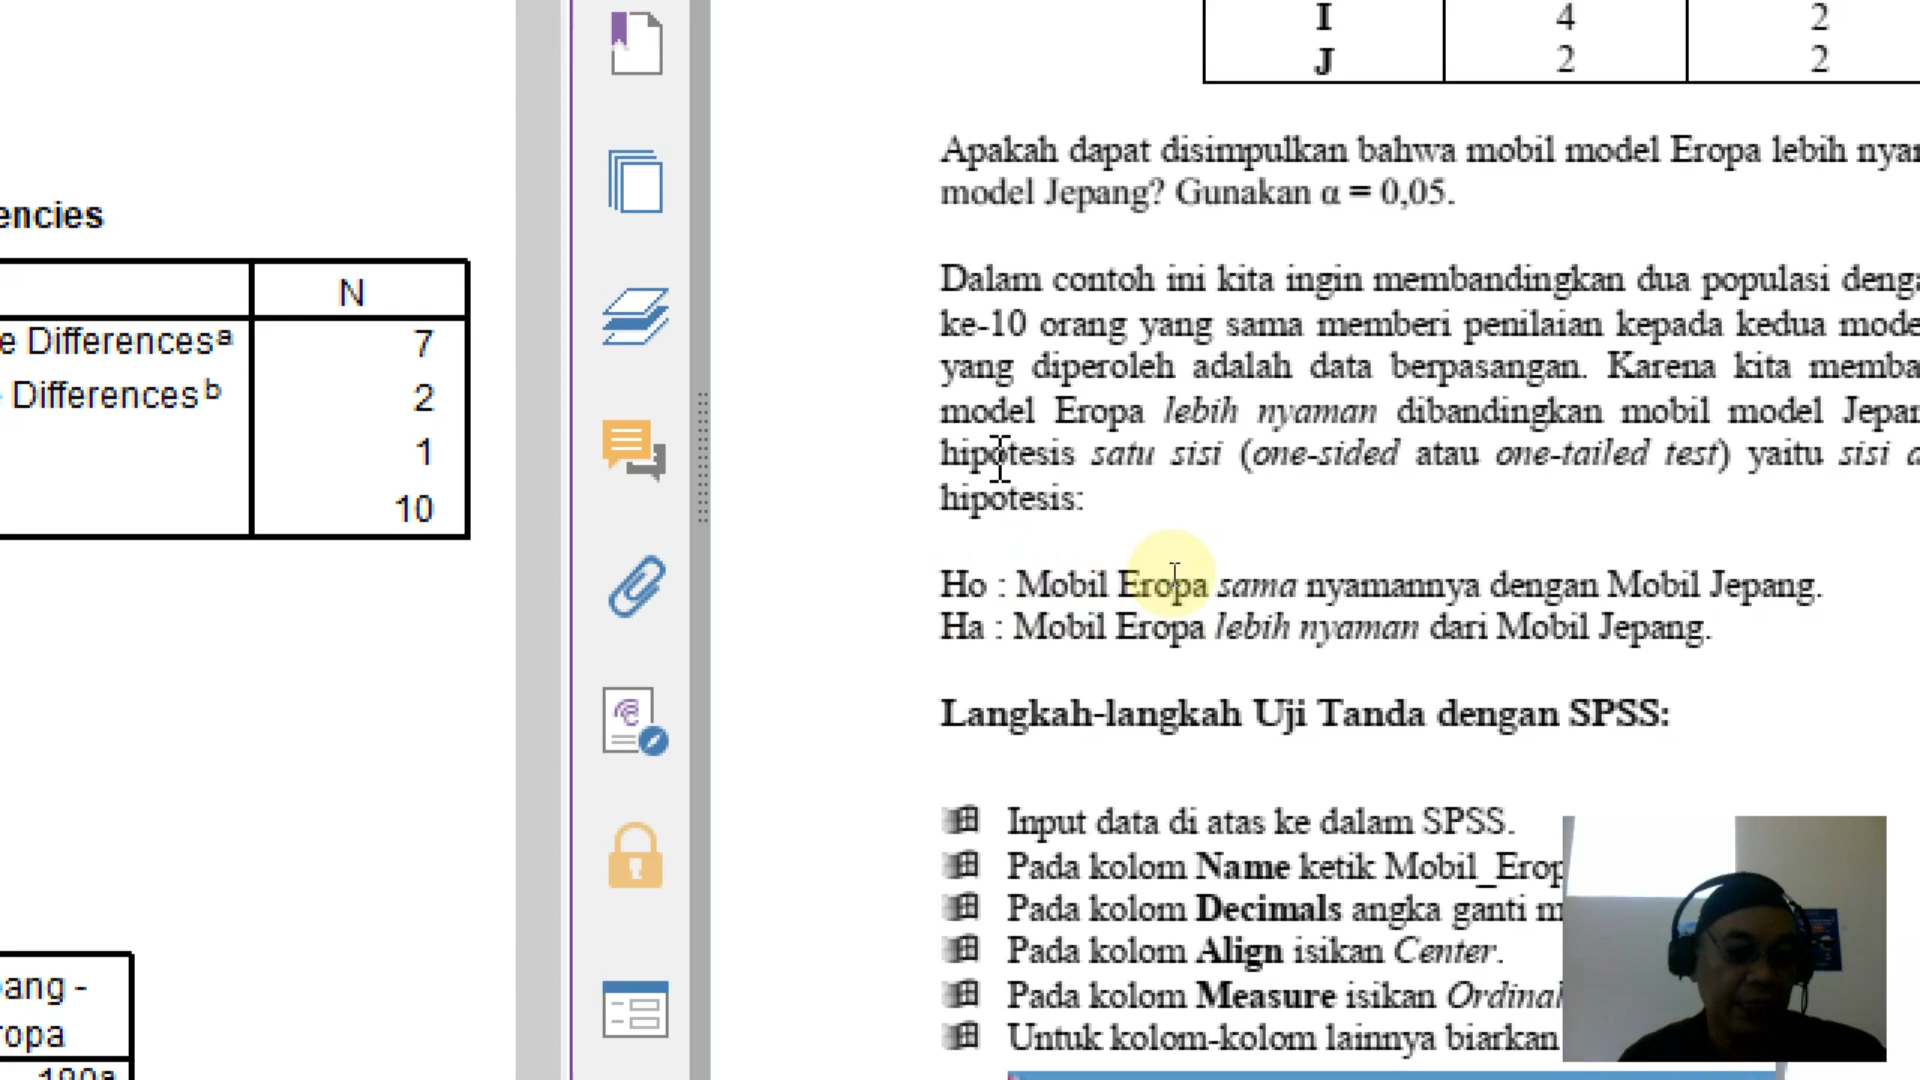 encies
N
e Differencesᵃ 7
Differencesᵇ 2
1
10
ang -
ropa
I 4 2
J 2 2
Apakah dapat disimpulkan bahwa mobil model Eropa lebih
model Jepang? Gunakan α = 0,05.
Dalam contoh ini kita ingin membandingkan dua populasi
ke-10 orang yang sama memberi penilaian kepada kedua
yang diperoleh adalah data berpasangan. Karena kita
model Eropa lebih nyaman dibandingkan mobil model
hipotesis satu sisi (one-sided atau one-tailed test) yaitu sisi
hipotesis:
Ho : Mobil Eropa sama nyamannya dengan Mobil Jepang.
Ha : Mobil Eropa lebih nyaman dari Mobil Jepang.
Langkah-langkah Uji Tanda dengan SPSS:
Input data di atas ke dalam SPSS.
Pada kolom Name ketik Mobil_Erop
Pada kolom Decimals angka ganti m
Pada kolom Align isikan Center.
Pada kolom Measure isikan Ordinal
Untuk kolom-kolom lainnya biarkan